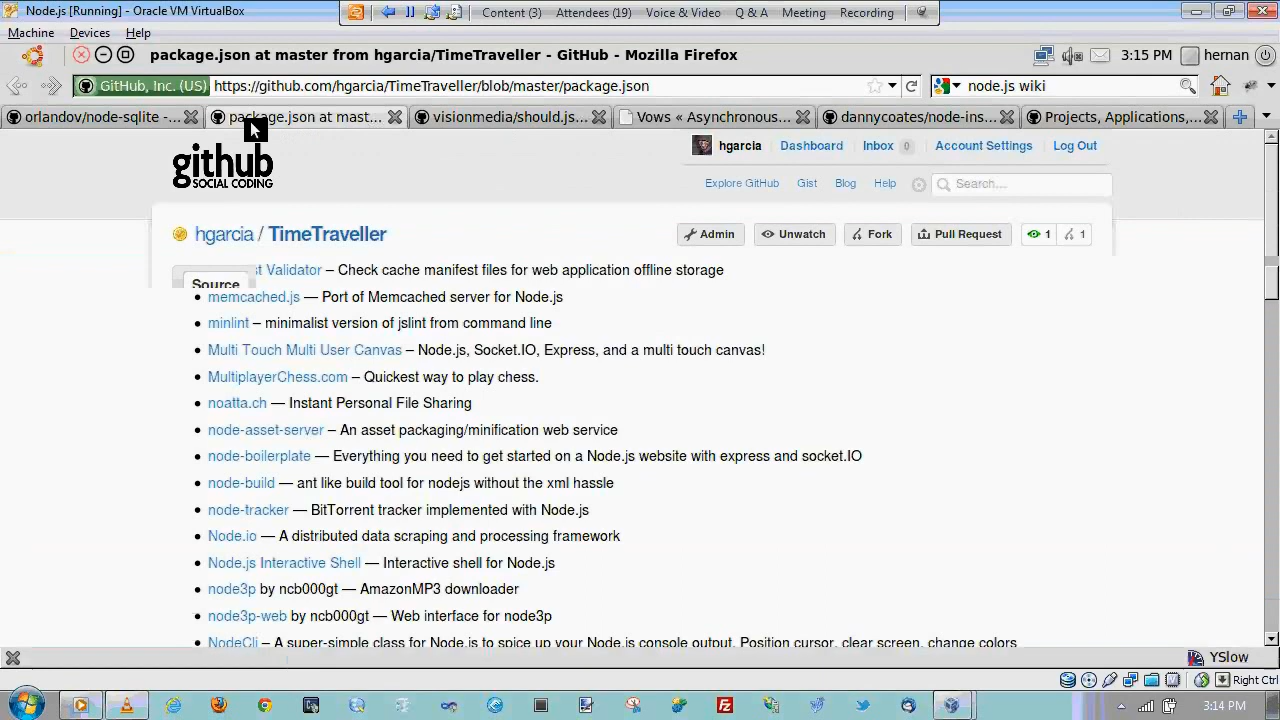 Node.js [Running] - Oracle VM VirtualBox
Content (3) Attendees (19) Voice & Video Q & A Meeting Recording
Machine Devices Help
package.json at master from hgarcia/TimeTraveller - GitHub - Mozilla Firefox
3:15 PM hernan
GitHub, Inc. (US) https://github.com/hgarcia/TimeTraveller/blob/master/package.json
node.js wiki
orlandov/node-sqlite -... package.json at mast... visionmedia/should.js... Vows « Asynchronous... dannycoates/node-ins... Projects, Applications,...
github
SOCIAL CODING
hgarcia Dashboard Inbox 0 Account Settings Log Out
Explore GitHub Gist Blog Help Search...
hgarcia / TimeTraveller
Admin Unwatch Fork Pull Request 1 1
Source
st Validator – Check cache manifest files for web application offline storage
memcached.js — Port of Memcached server for Node.js
minlint – minimalist version of jslint from command line
Multi Touch Multi User Canvas – Node.js, Socket.IO, Express, and a multi touch canvas!
MultiplayerChess.com – Quickest way to play chess.
noatta.ch — Instant Personal File Sharing
node-asset-server – An asset packaging/minification web service
node-boilerplate — Everything you need to get started on a Node.js website with express and socket.IO
node-build — ant like build tool for nodejs without the xml hassle
node-tracker — BitTorrent tracker implemented with Node.js
Node.io — A distributed data scraping and processing framework
Node.js Interactive Shell — Interactive shell for Node.js
node3p by ncb000gt — AmazonMP3 downloader
node3p-web by ncb000gt — Web interface for node3p
NodeCli – A super-simple class for Node.js to spice up your Node.js console output. Position cursor, clear screen, change colors
YSlow
Right Ctrl
3:14 PM